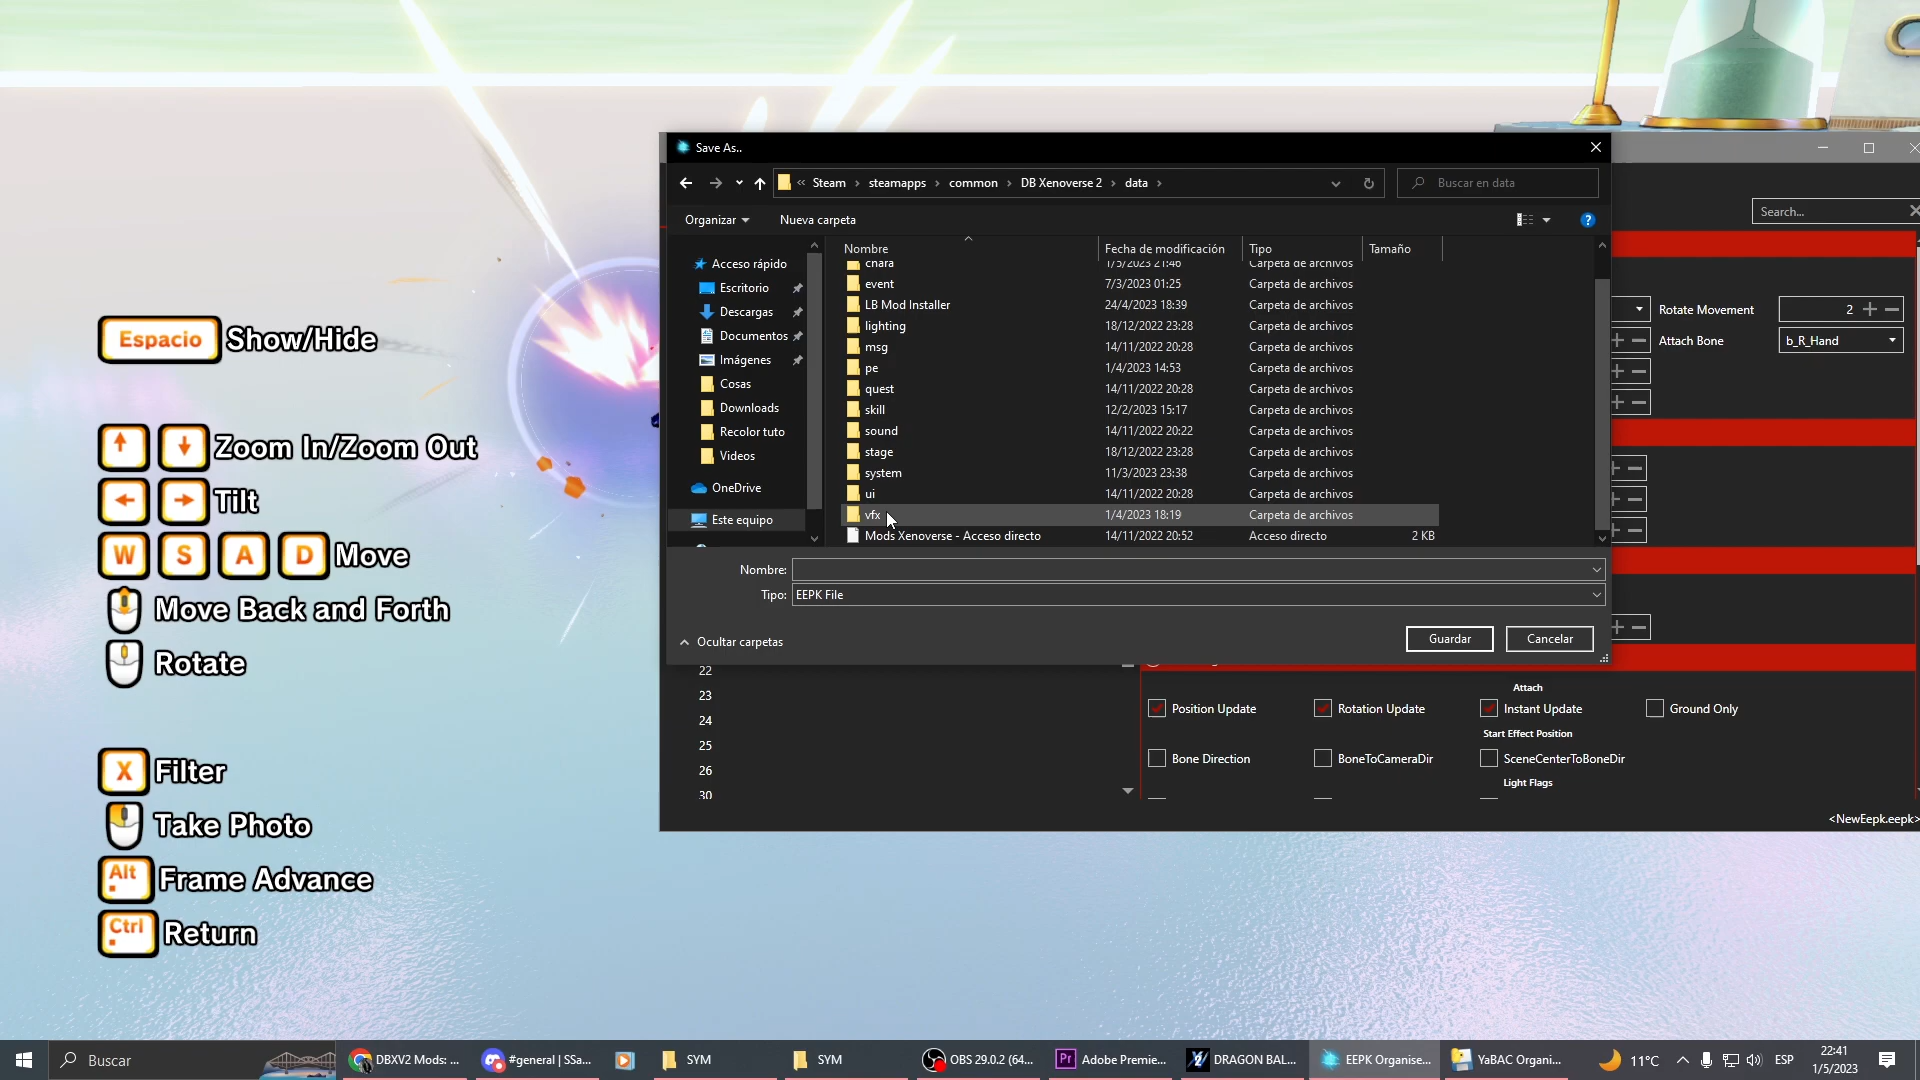 Espacio Show/Hide
Zoom In/Zoom Out
Tilt
W S A D Move
Move Back and Forth
Rotate
X Filter
Take Photo
Alt Frame Advance
Ctrl Return
Save As..
« Steam › steamapps › common › DB Xenoverse 2 › data ›
Buscar en data
Organizar
Nueva carpeta
Acceso rápido
Escritorio
Descargas
Documentos
Imágenes
Cosas
Downloads
Recolor tuto
Videos
OneDrive
Este equipo
Nombre Fecha de modificación Tipo Tamaño
chara 1/5/2023 21:46 Carpeta de archivos
event 7/3/2023 01:25 Carpeta de archivos
LB Mod Installer 24/4/2023 18:39 Carpeta de archivos
lighting 18/12/2022 23:28 Carpeta de archivos
msg 14/11/2022 20:28 Carpeta de archivos
pe 1/4/2023 14:53 Carpeta de archivos
quest 14/11/2022 20:28 Carpeta de archivos
skill 12/2/2023 15:17 Carpeta de archivos
sound 14/11/2022 20:22 Carpeta de archivos
stage 18/12/2022 23:28 Carpeta de archivos
system 11/3/2023 23:38 Carpeta de archivos
ui 14/11/2022 20:28 Carpeta de archivos
vfx 1/4/2023 18:19 Carpeta de archivos
Mods Xenoverse - Acceso directo 14/11/2022 20:52 Acceso directo 2 KB
Nombre:
Tipo: EEPK File
Ocultar carpetas
Guardar
Cancelar
Search...
Rotate Movement 2
Attach Bone b_R_Hand
22
23
24
25
26
30
Attach
Position Update Rotation Update Instant Update Ground Only
Start Effect Position
Bone Direction BoneToCameraDir SceneCenterToBoneDir
Light Flags
<NewEepk.eepk>
Buscar
DBXV2 Mods: ...
#general | SSa...
SYM
SYM
OBS 29.0.2 (64...
Pr Adobe Premie...
DRAGON BAL...
EEPK Organise...
YaBAC Organi...
11°C
ESP
22:41
1/5/2023